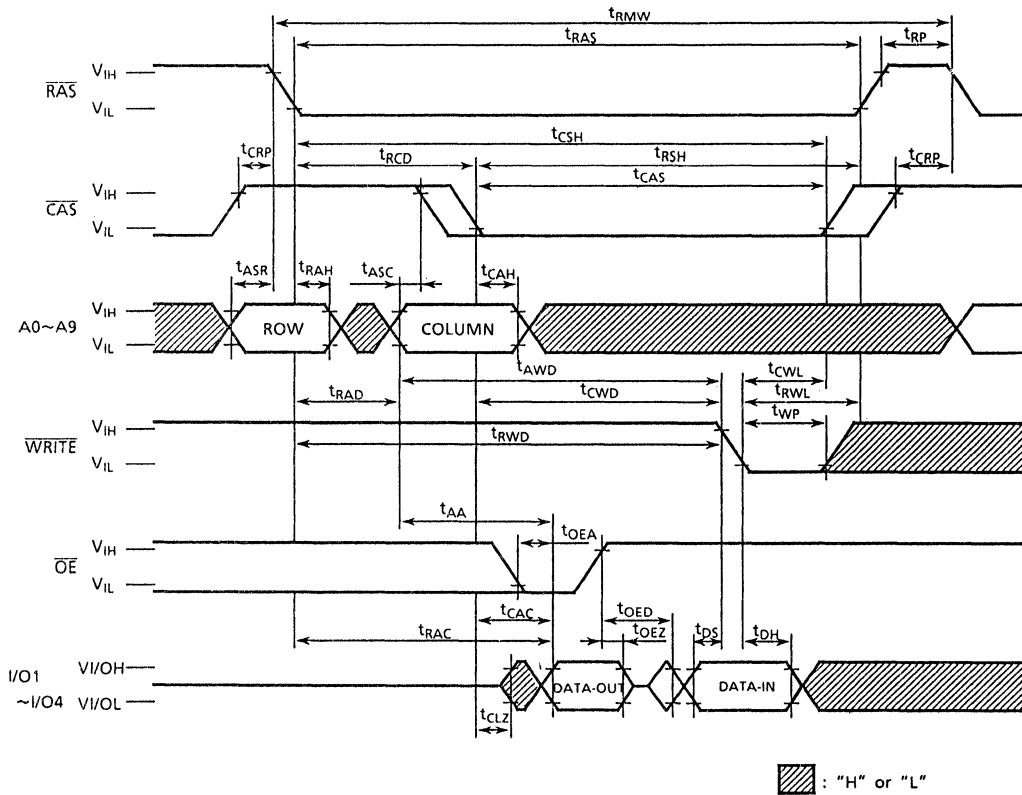 tRMW
tRAS
tRP
RAS
VIH
VIL
tCSH
tCRP
tRCD
tRSH
tCRP
tCAS
CAS
VIH
VIL
tASR
tRAH
tASC
tCAH
A0~A9
VIH
VIL
ROW
COLUMN
tAWD
tCWL
tRAD
tCWD
tRWL
tWP
WRITE
VIH
VIL
tRWD
tAA
tOEA
OE
VIH
VIL
tCAC
tOED
tRAC
tOEZ
tDS
tDH
I/O1
~I/O4
VI/OH
VI/OL
DATA-OUT
DATA-IN
tCLZ
: "H" or "L"